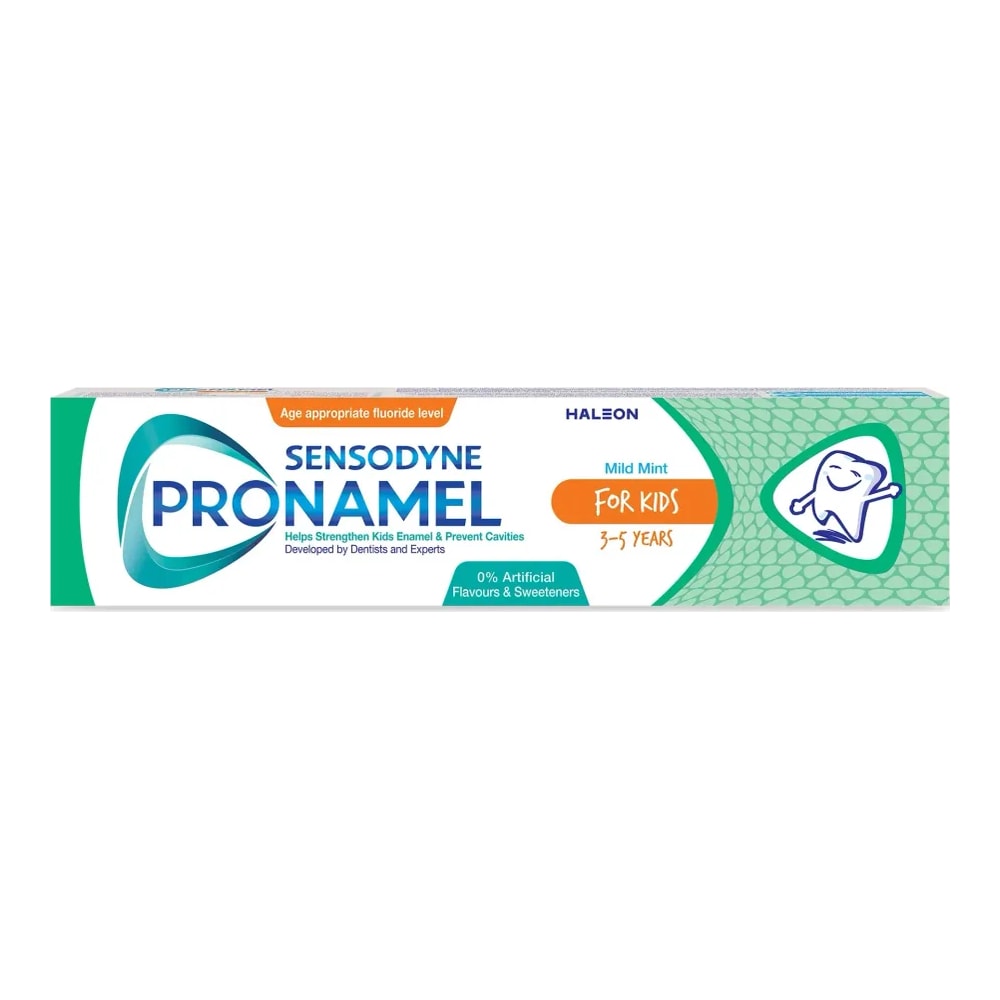 Age appropriate fluoride level
SENSODYNE
PRONAMEL
Helps Strengthen Kids Enamel & Prevent Cavities
Developed by Dentists and Experts
0% Artificial
Flavours & Sweeteners
HALEON
Mild Mint
FOR KIDS
3-5 YEARS